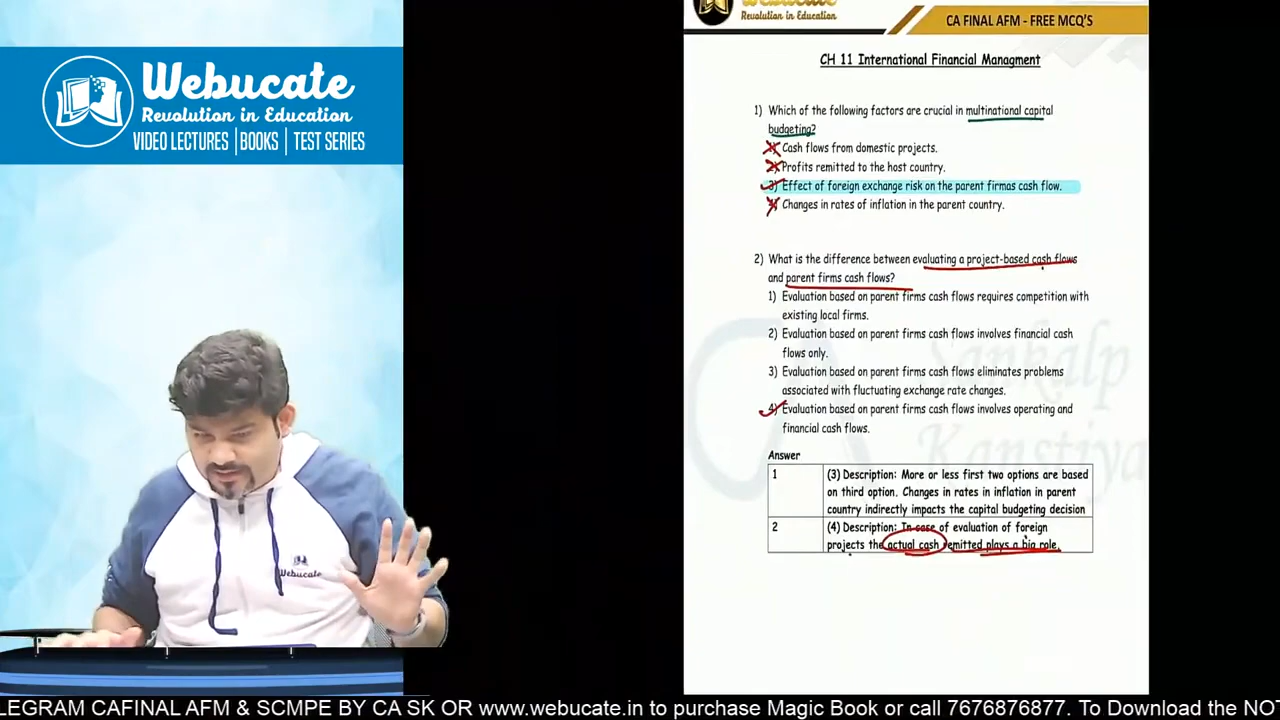 Webucate
Revolution in Education
VIDEO LECTURES | BOOKS | TEST SERIES
Webucate
Revolution in Education
CA FINAL AFM - FREE MCQ'S
CH 11 International Financial Managment
1) Which of the following factors are crucial in multinational capital
budgeting?
1) Cash flows from domestic projects.
2) Profits remitted to the host country.
3) Effect of foreign exchange risk on the parent firmas cash flow.
4) Changes in rates of inflation in the parent country.
2) What is the difference between evaluating a project-based cash flows
and parent firms cash flows?
1) Evaluation based on parent firms cash flows requires competition with
existing local firms.
2) Evaluation based on parent firms cash flows involves financial cash
flows only.
3) Evaluation based on parent firms cash flows eliminates problems
associated with fluctuating exchange rate changes.
4) Evaluation based on parent firms cash flows involves operating and
financial cash flows.
Sankalp
Kanstiya
Answer
1 (3) Description: More or less first two options are based
on third option. Changes in rates in inflation in parent
country indirectly impacts the capital budgeting decision
2 (4) Description: In case of evaluation of foreign
projects the actual cash remitted plays a big role.
Webucate
LEGRAM CAFINAL AFM & SCMPE BY CA SK OR www.webucate.in to purchase Magic Book or call 7676876877. To Download the NO